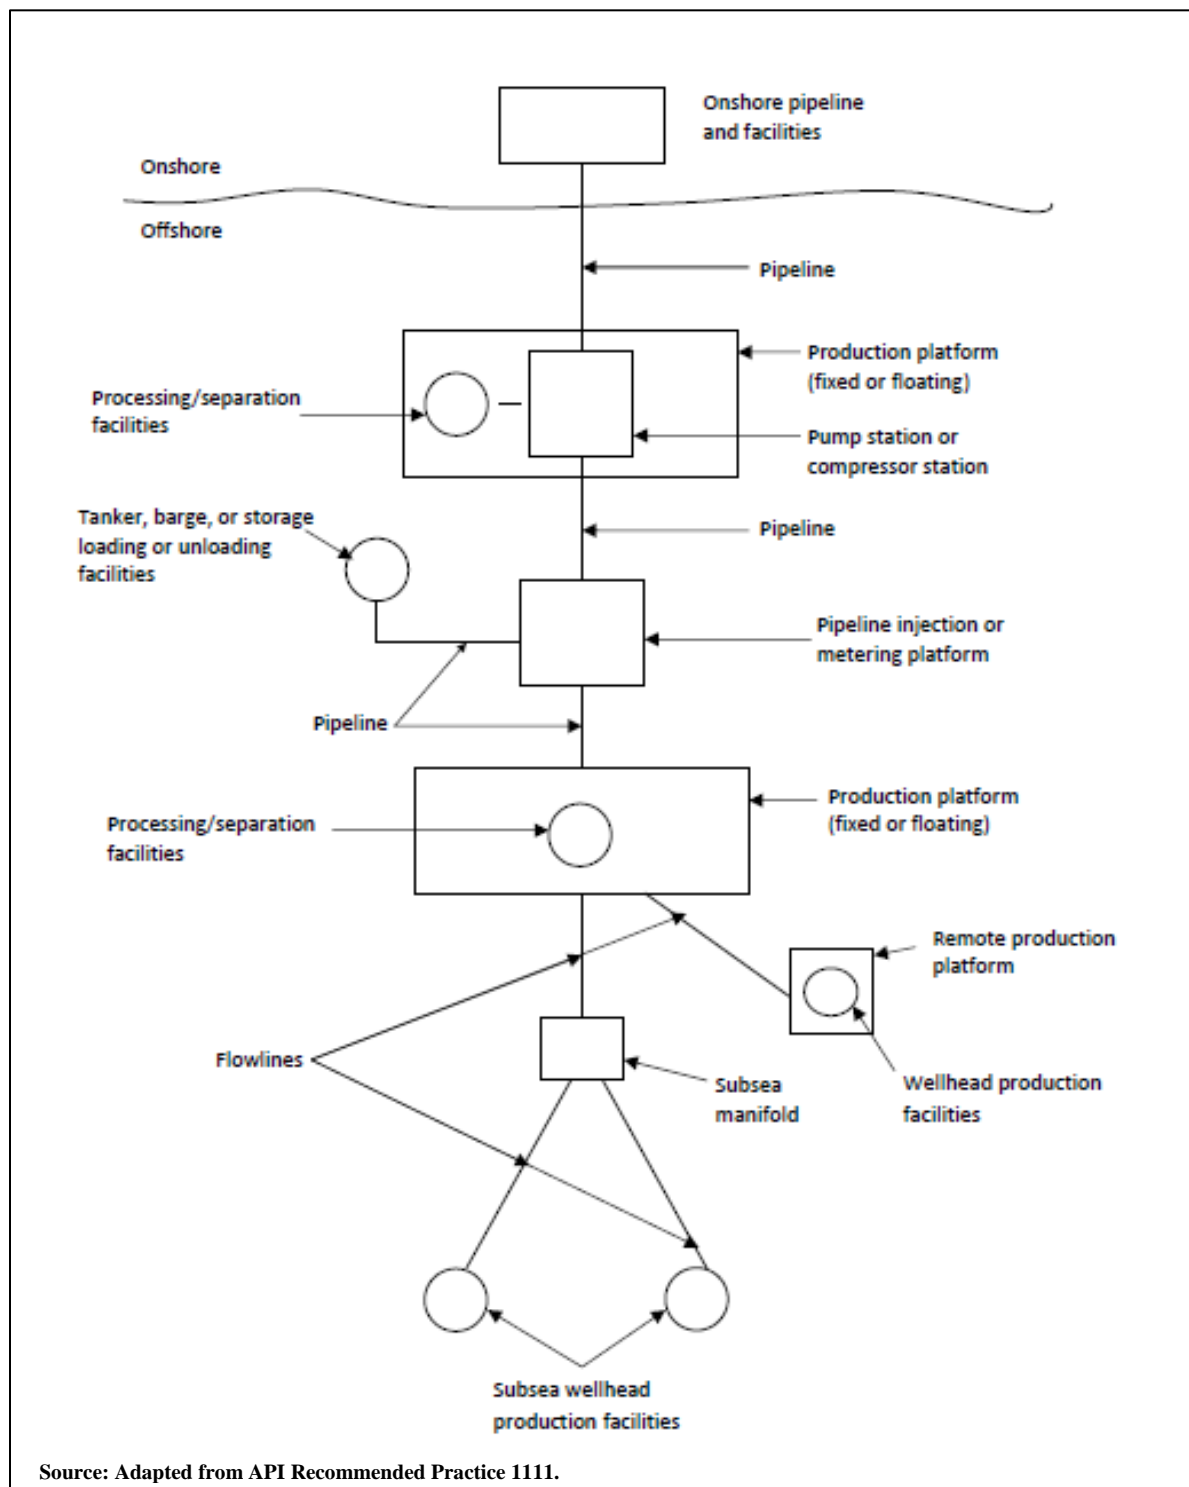 Onshore pipeline
and facilities
Onshore
Offshore
Pipeline
Production platform
(fixed or floating)
Processing/separation
facilities
Pump station or
compressor station
Tanker, barge, or storage
loading or unloading
facilities
Pipeline
Pipeline injection or
metering platform
Pipeline
Production platform
(fixed or floating)
Processing/separation
facilities
Remote production
platform
Flowlines
Subsea
manifold
Wellhead production
facilities
Subsea wellhead
production facilities
Source: Adapted from API Recommended Practice 1111.